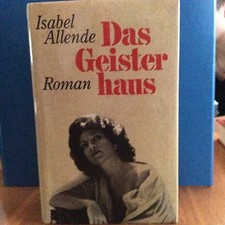 Isabel
Allende
Das
Geister
haus
Roman